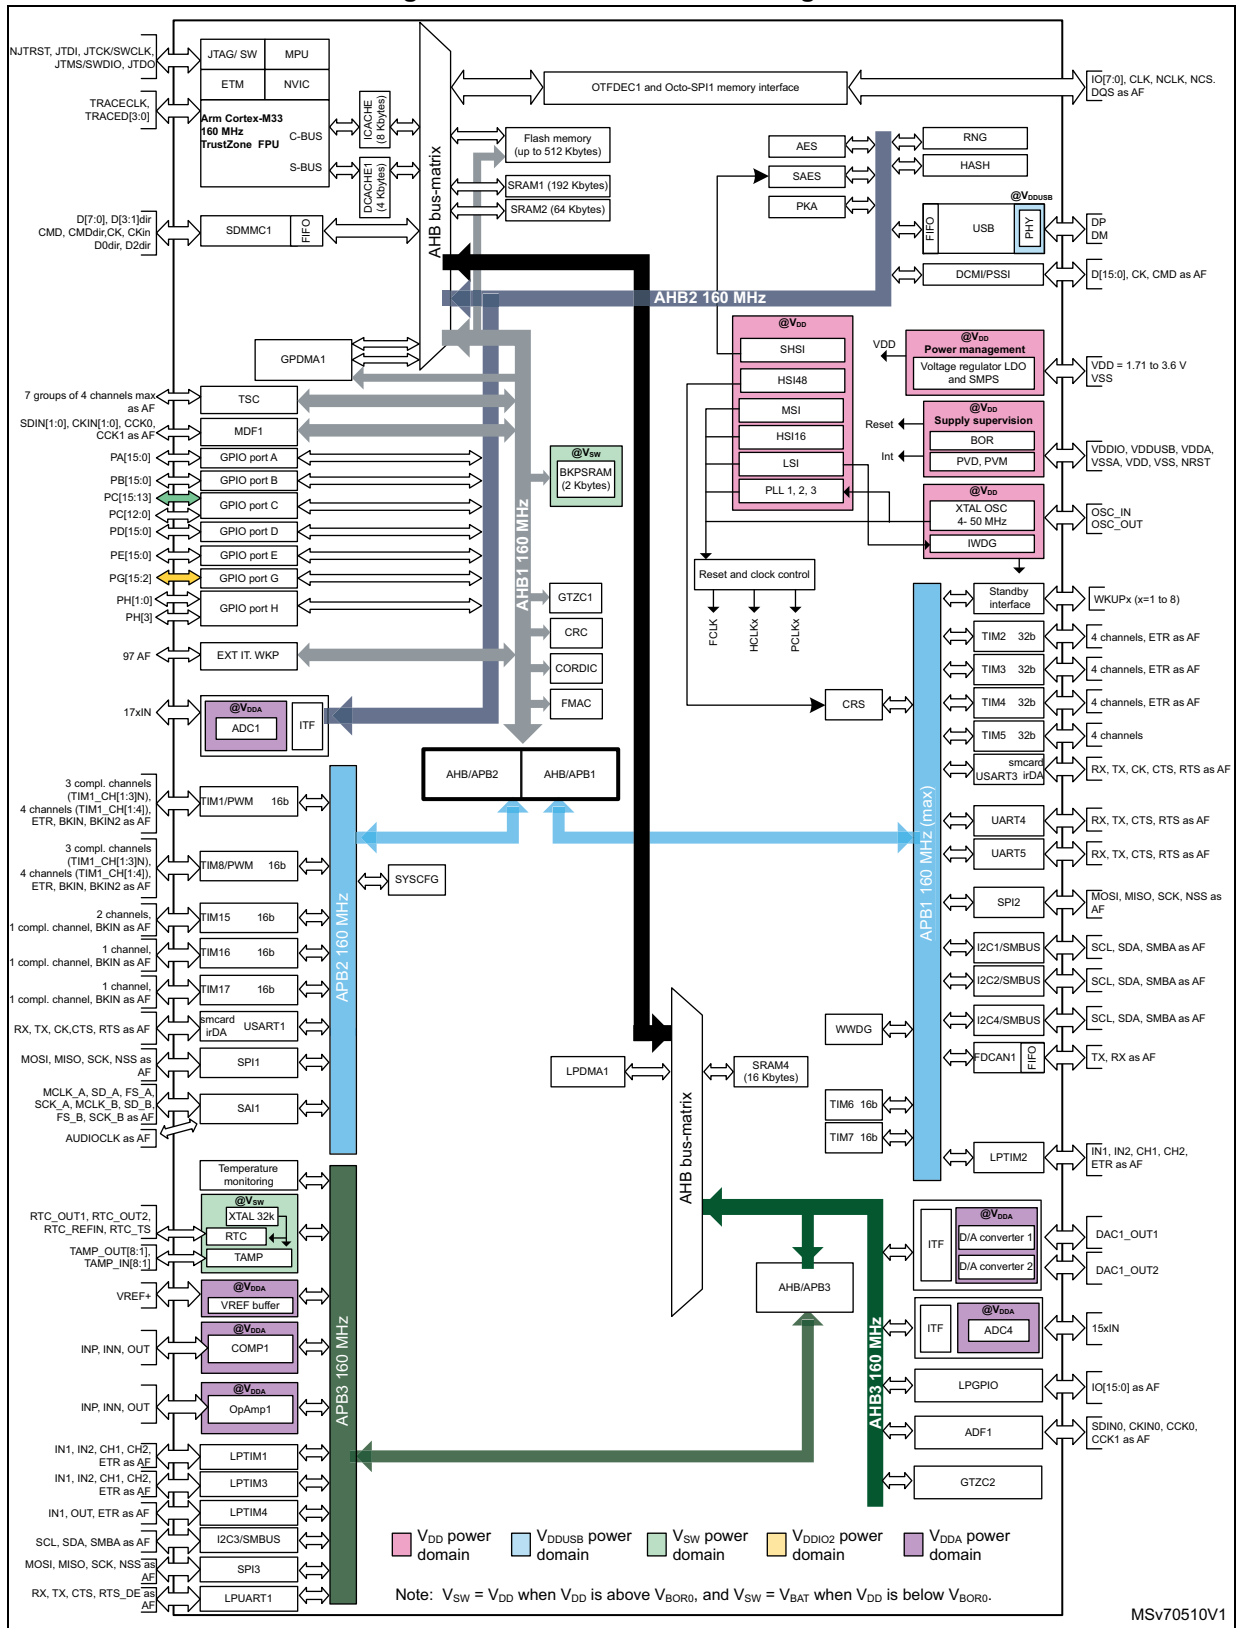 NJTRST, JTDI, JTCK/SWCLK,
JTMS/SWDIO, JTDO
JTAG/ SW
MPU
ETM
NVIC
TRACECLK,
TRACED[3:0]
Arm Cortex-M33
160 MHz
TrustZone FPU
C-BUS
S-BUS
ICACHE
(8 Kbytes)
DCACHE1
(4 Kbytes)
AHB bus-matrix
OTFDEC1 and Octo-SPI1 memory interface
IO[7:0], CLK, NCLK, NCS.
DQS as AF
Flash memory
(up to 512 Kbytes)
SRAM1 (192 Kbytes)
SRAM2 (64 Kbytes)
AES
SAES
PKA
RNG
HASH
@VDDUSB
FIFO
USB
PHY
DP
DM
DCMI/PSSI
D[15:0], CK, CMD as AF
D[7:0], D[3:1]dir
CMD, CMDdir,CK, CKin
D0dir, D2dir
SDMMC1
FIFO
AHB2 160 MHz
GPDMA1
7 groups of 4 channels max
as AF
TSC
SDIN[1:0], CKIN[1:0], CCK0,
CCK1 as AF
MDF1
PA[15:0]
GPIO port A
PB[15:0]
GPIO port B
PC[15:13]
PC[12:0]
GPIO port C
PD[15:0]
GPIO port D
PE[15:0]
GPIO port E
PG[15:2]
GPIO port G
PH[1:0]
PH[3]
GPIO port H
97 AF
EXT IT. WKP
17xIN
@VDDA
ADC1
ITF
AHB1 160 MHz
@VSW
BKPSRAM
(2 Kbytes)
GTZC1
CRC
CORDIC
FMAC
@VDD
SHSI
HSI48
MSI
HSI16
LSI
PLL 1, 2, 3
VDD
@VDD
Power management
Voltage regulator LDO
and SMPS
VDD = 1.71 to 3.6 V
VSS
Reset
Int
@VDD
Supply supervision
BOR
PVD, PVM
VDDIO, VDDUSB, VDDA,
VSSA, VDD, VSS, NRST
@VDD
XTAL OSC
4- 50 MHz
IWDG
OSC_IN
OSC_OUT
Reset and clock control
FCLK
HCLKx
PCLKx
Standby
interface
WKUPx (x=1 to 8)
TIM2 32b
4 channels, ETR as AF
TIM3 32b
4 channels, ETR as AF
TIM4 32b
4 channels, ETR as AF
TIM5 32b
4 channels
CRS
smcard
USART3 irDA
RX, TX, CK, CTS, RTS as AF
UART4
RX, TX, CTS, RTS as AF
UART5
RX, TX, CTS, RTS as AF
SPI2
MOSI, MISO, SCK, NSS as
AF
I2C1/SMBUS
SCL, SDA, SMBA as AF
I2C2/SMBUS
SCL, SDA, SMBA as AF
I2C4/SMBUS
SCL, SDA, SMBA as AF
FDCAN1
FIFO
TX, RX as AF
WWDG
TIM6 16b
TIM7 16b
LPTIM2
IN1, IN2, CH1, CH2,
ETR as AF
APB1 160 MHz (max)
AHB/APB2
AHB/APB1
3 compl. channels
(TIM1_CH[1:3]N),
4 channels (TIM1_CH[1:4]),
ETR, BKIN, BKIN2 as AF
TIM1/PWM 16b
3 compl. channels
(TIM1_CH[1:3]N),
4 channels (TIM1_CH[1:4]),
ETR, BKIN, BKIN2 as AF
TIM8/PWM 16b
SYSCFG
2 channels,
1 compl. channel, BKIN as AF
TIM15 16b
1 channel,
1 compl. channel, BKIN as AF
TIM16 16b
1 channel,
1 compl. channel, BKIN as AF
TIM17 16b
RX, TX, CK,CTS, RTS as AF
smcard
irDA USART1
MOSI, MISO, SCK, NSS as
AF
SPI1
MCLK_A, SD_A, FS_A,
SCK_A, MCLK_B, SD_B,
FS_B, SCK_B as AF
AUDIOCLK as AF
SAI1
APB2 160 MHz
LPDMA1
AHB bus-matrix
SRAM4
(16 Kbytes)
Temperature
monitoring
@VSW
XTAL 32k
RTC
TAMP
RTC_OUT1, RTC_OUT2,
RTC_REFIN, RTC_TS
TAMP_OUT[8:1],
TAMP_IN[8:1]
VREF+
@VDDA
VREF buffer
INP, INN, OUT
@VDDA
COMP1
INP, INN, OUT
@VDDA
OpAmp1
IN1, IN2, CH1, CH2,
ETR as AF
LPTIM1
IN1, IN2, CH1, CH2,
ETR as AF
LPTIM3
IN1, OUT, ETR as AF
LPTIM4
SCL, SDA, SMBA as AF
I2C3/SMBUS
MOSI, MISO, SCK, NSS as
AF
SPI3
RX, TX, CTS, RTS_DE as
AF
LPUART1
APB3 160 MHz
AHB/APB3
AHB3 160 MHz
ITF
@VDDA
D/A converter 1
D/A converter 2
DAC1_OUT1
DAC1_OUT2
ITF
@VDDA
ADC4
15xIN
LPGPIO
IO[15:0] as AF
ADF1
SDIN0, CKIN0, CCK0,
CCK1 as AF
GTZC2
VDD power
domain
VDDUSB power
domain
VSW power
domain
VDDIO2 power
domain
VDDA power
domain
Note: VSW = VDD when VDD is above VBOR0, and VSW = VBAT when VDD is below VBOR0.
MSv70510V1